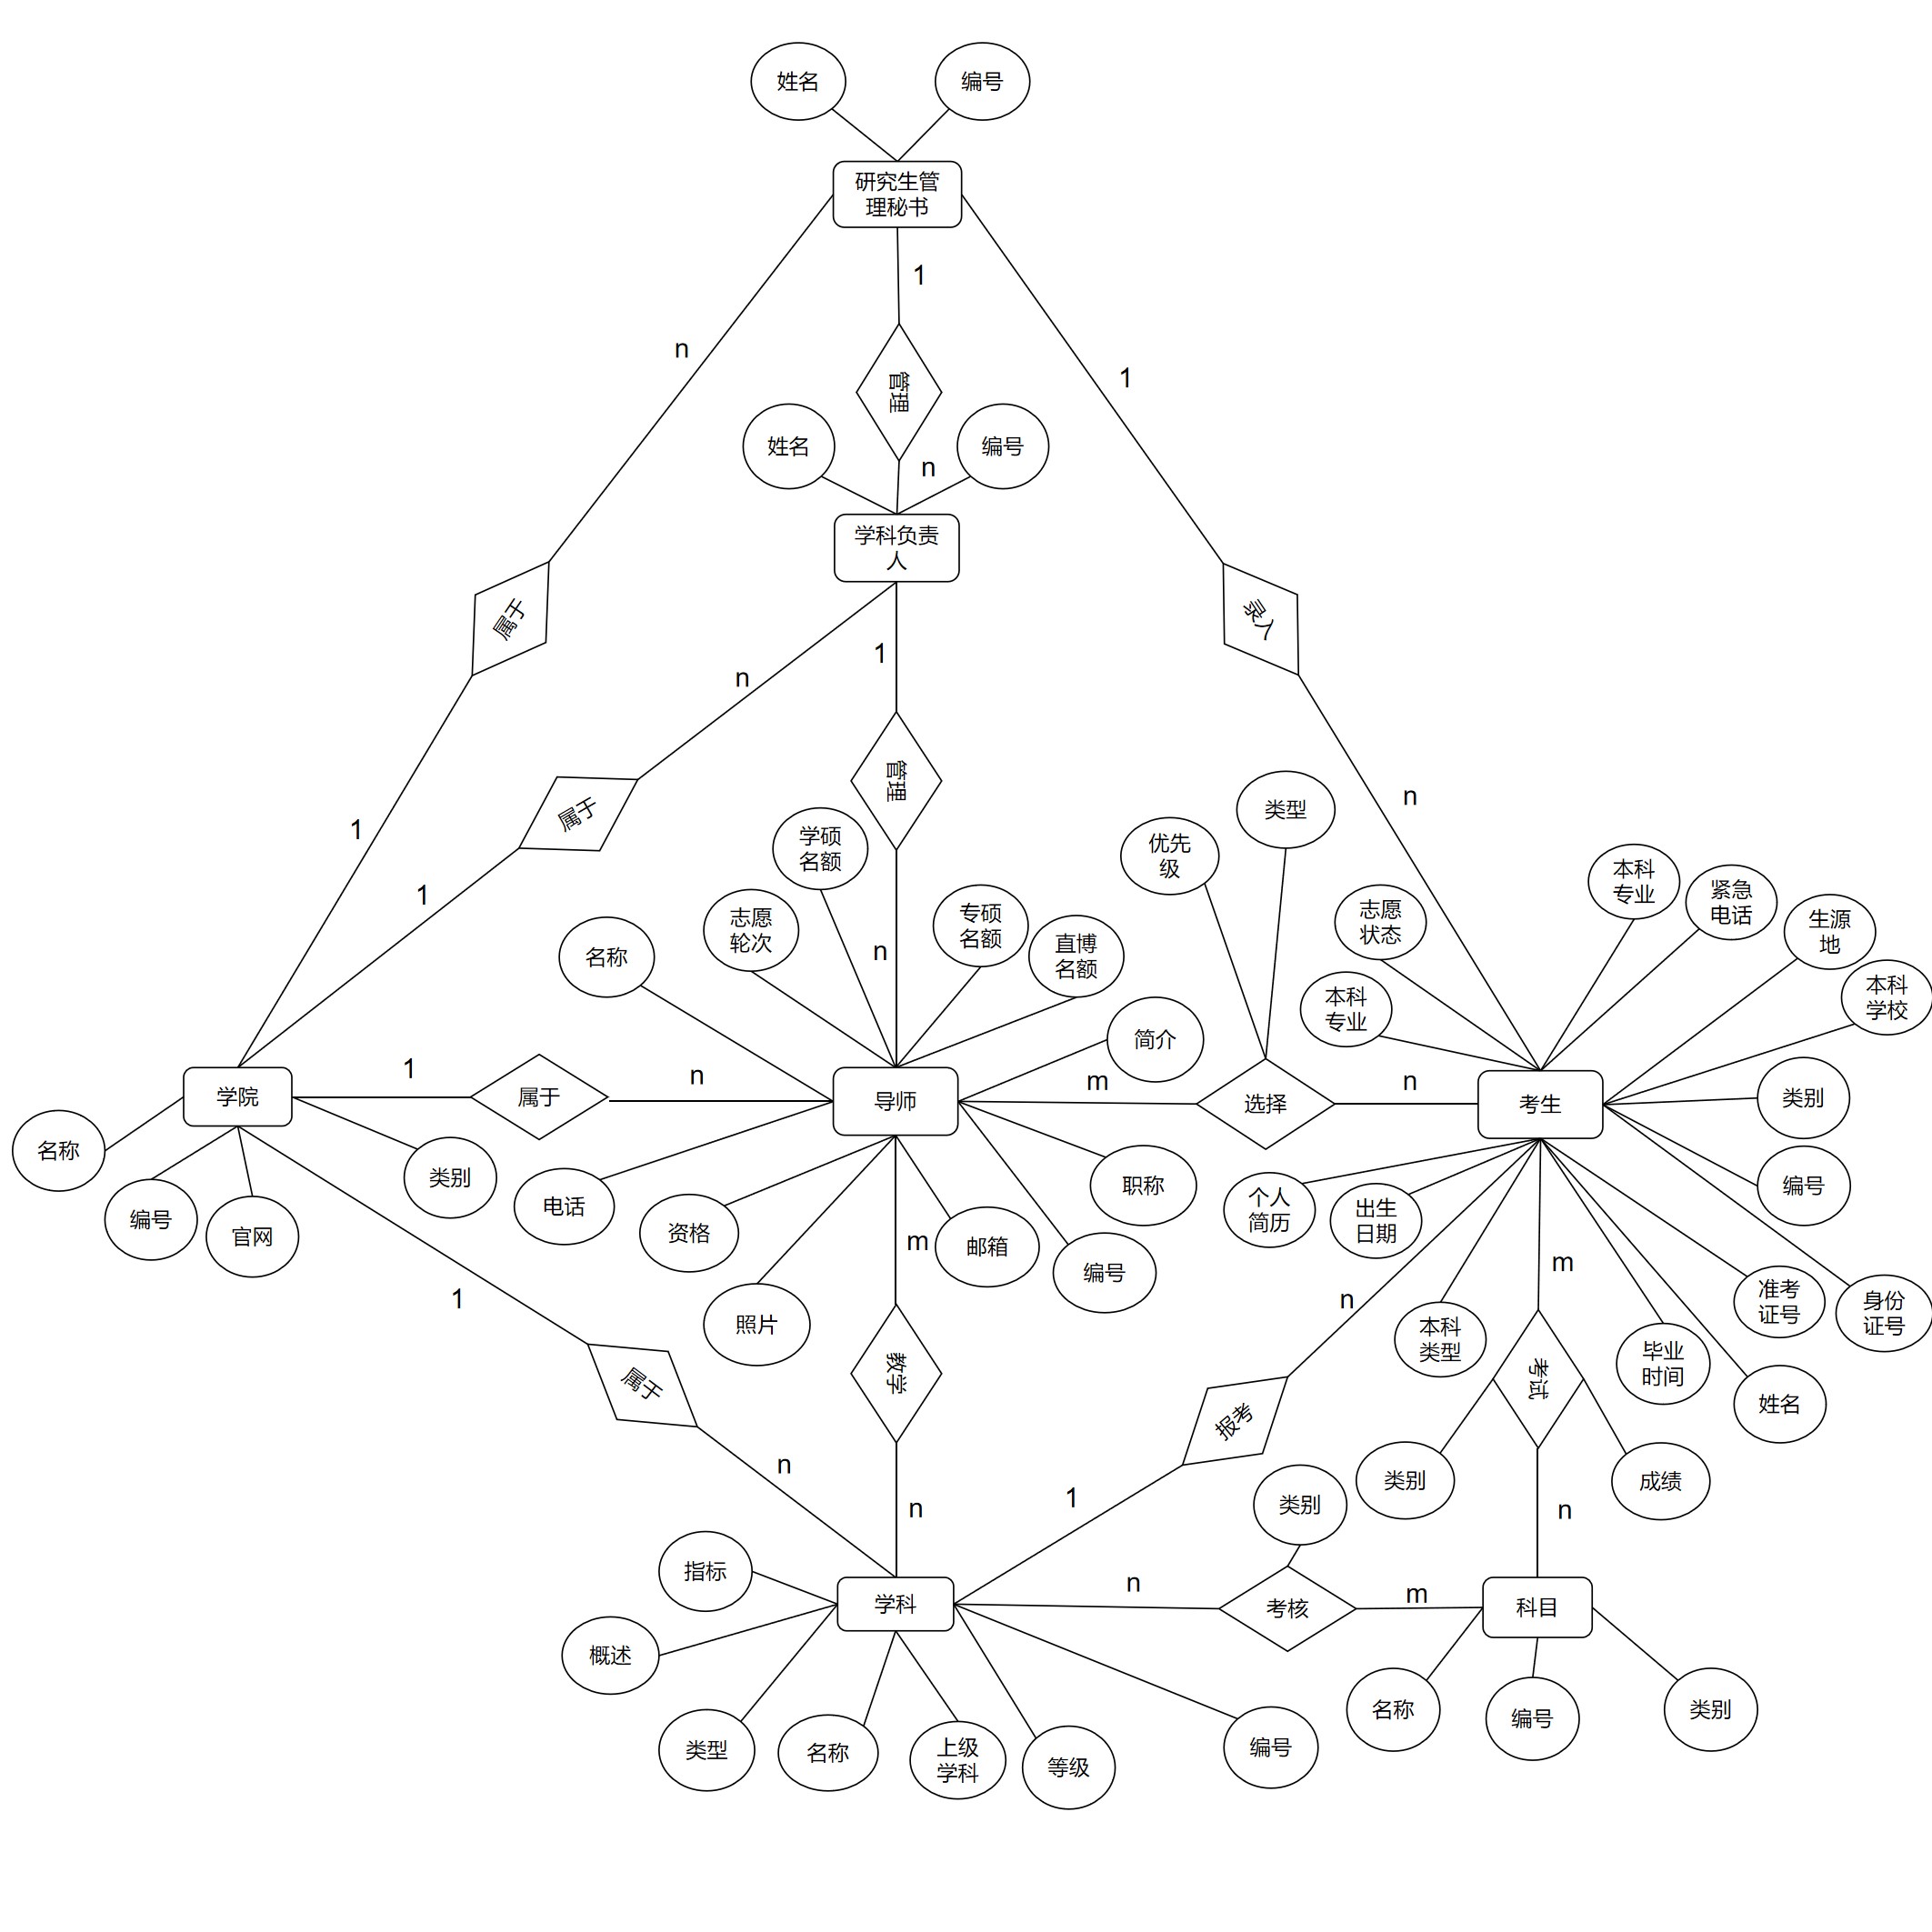 姓名
编号
研究生管
理秘书
1
n
1
管理
姓名
编号
n
学科负责
人
属于
录入
1
n
管理
n
类型
属于
1
优先
级
学硕
名额
1
志愿
轮次
专硕
名额
直博
名额
n
名称
志愿
状态
本科
专业
紧急
电话
生源
地
本科
学校
本科
专业
简介
学院
1
属于
n
导师
m
选择
n
考生
类别
名称
编号
官网
类别
电话
资格
照片
m
邮箱
编号
职称
个人
简历
出生
日期
编号
1
n
m
本科
类型
毕业
时间
准考
证号
身份
证号
姓名
属于
教学
报考
考试
n
n
1
类别
类别
成绩
n
指标
学科
n
考核
m
科目
概述
类型
名称
上级
学科
等级
编号
名称
编号
类别